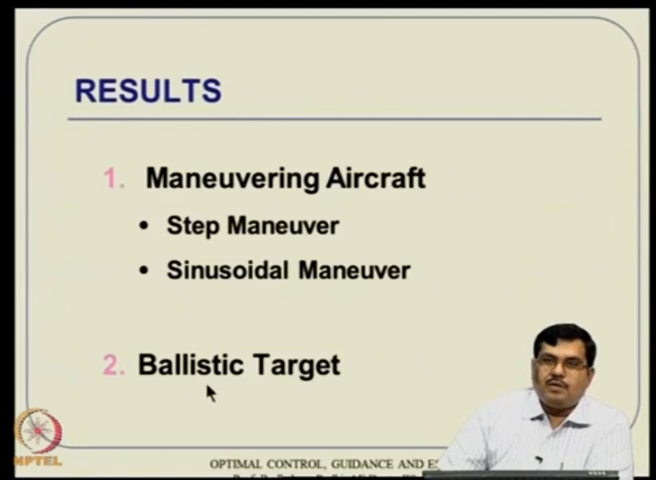 RESULTS
1. Maneuvering Aircraft
• Step Maneuver
• Sinusoidal Maneuver
2. Ballistic Target
NPTEL
OPTIMAL CONTROL, GUIDANCE AND